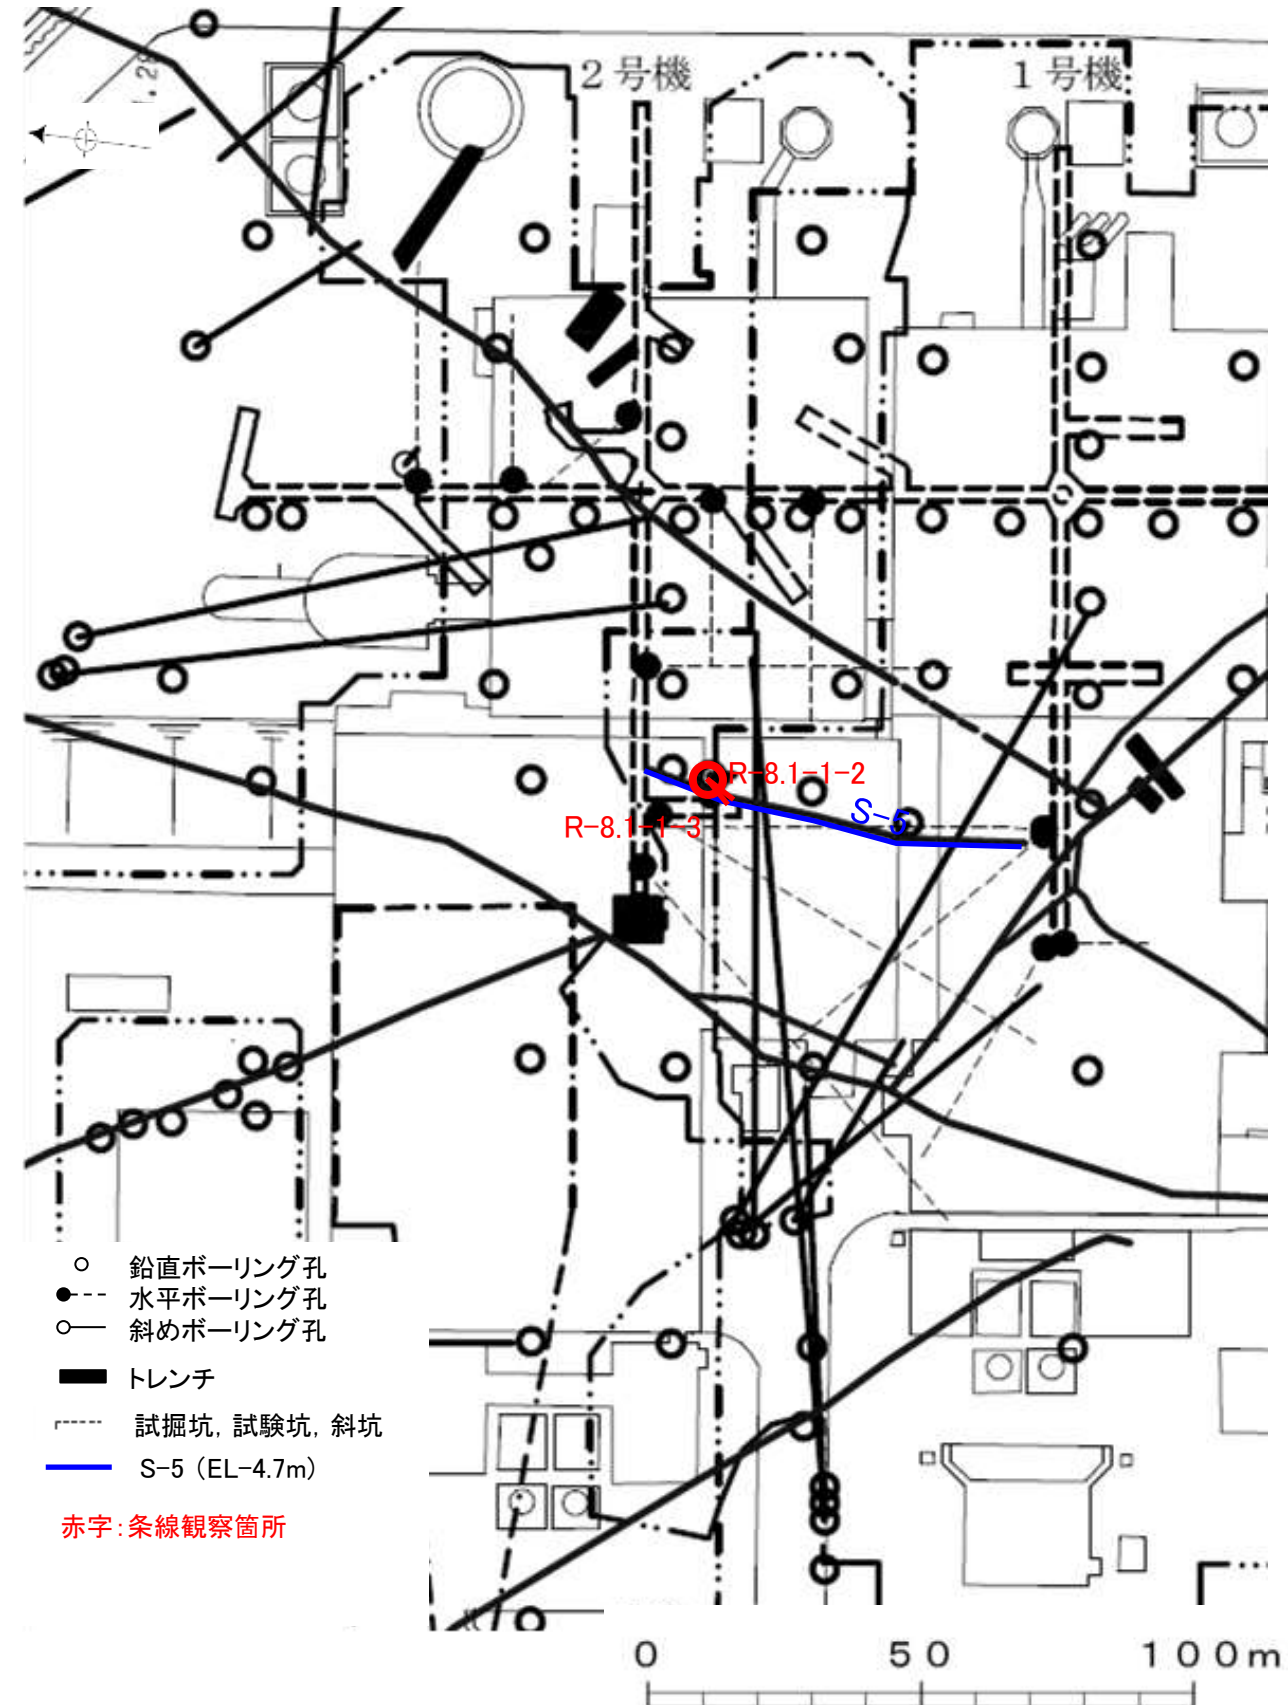 2号機
1号機
R-8.1-1-2
S-5
R-8.1-1-3
鉛直ボーリング孔
水平ボーリング孔
斜めボーリング孔
トレンチ
試掘坑, 試験坑, 斜坑
S-5 (EL-4.7m)
赤字:条線観察箇所
0 50 100m